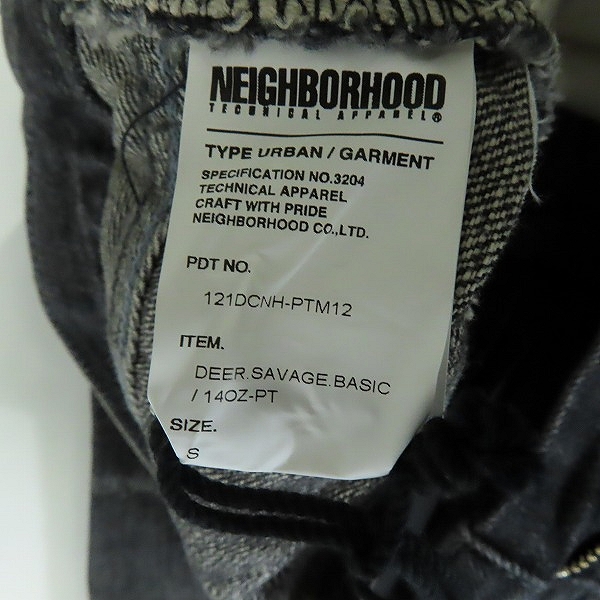 NEIGHBORHOOD
TECHNICAL APPAREL®
TYPE URBAN / GARMENT
SPECIFICATION NO.3204
TECHNICAL APPAREL
CRAFT WITH PRIDE
NEIGHBORHOOD CO.,LTD.
PDT NO.
121DCNH-PTM12
ITEM.
DEER.SAVAGE.BASIC
/ 14OZ-PT
SIZE.
S